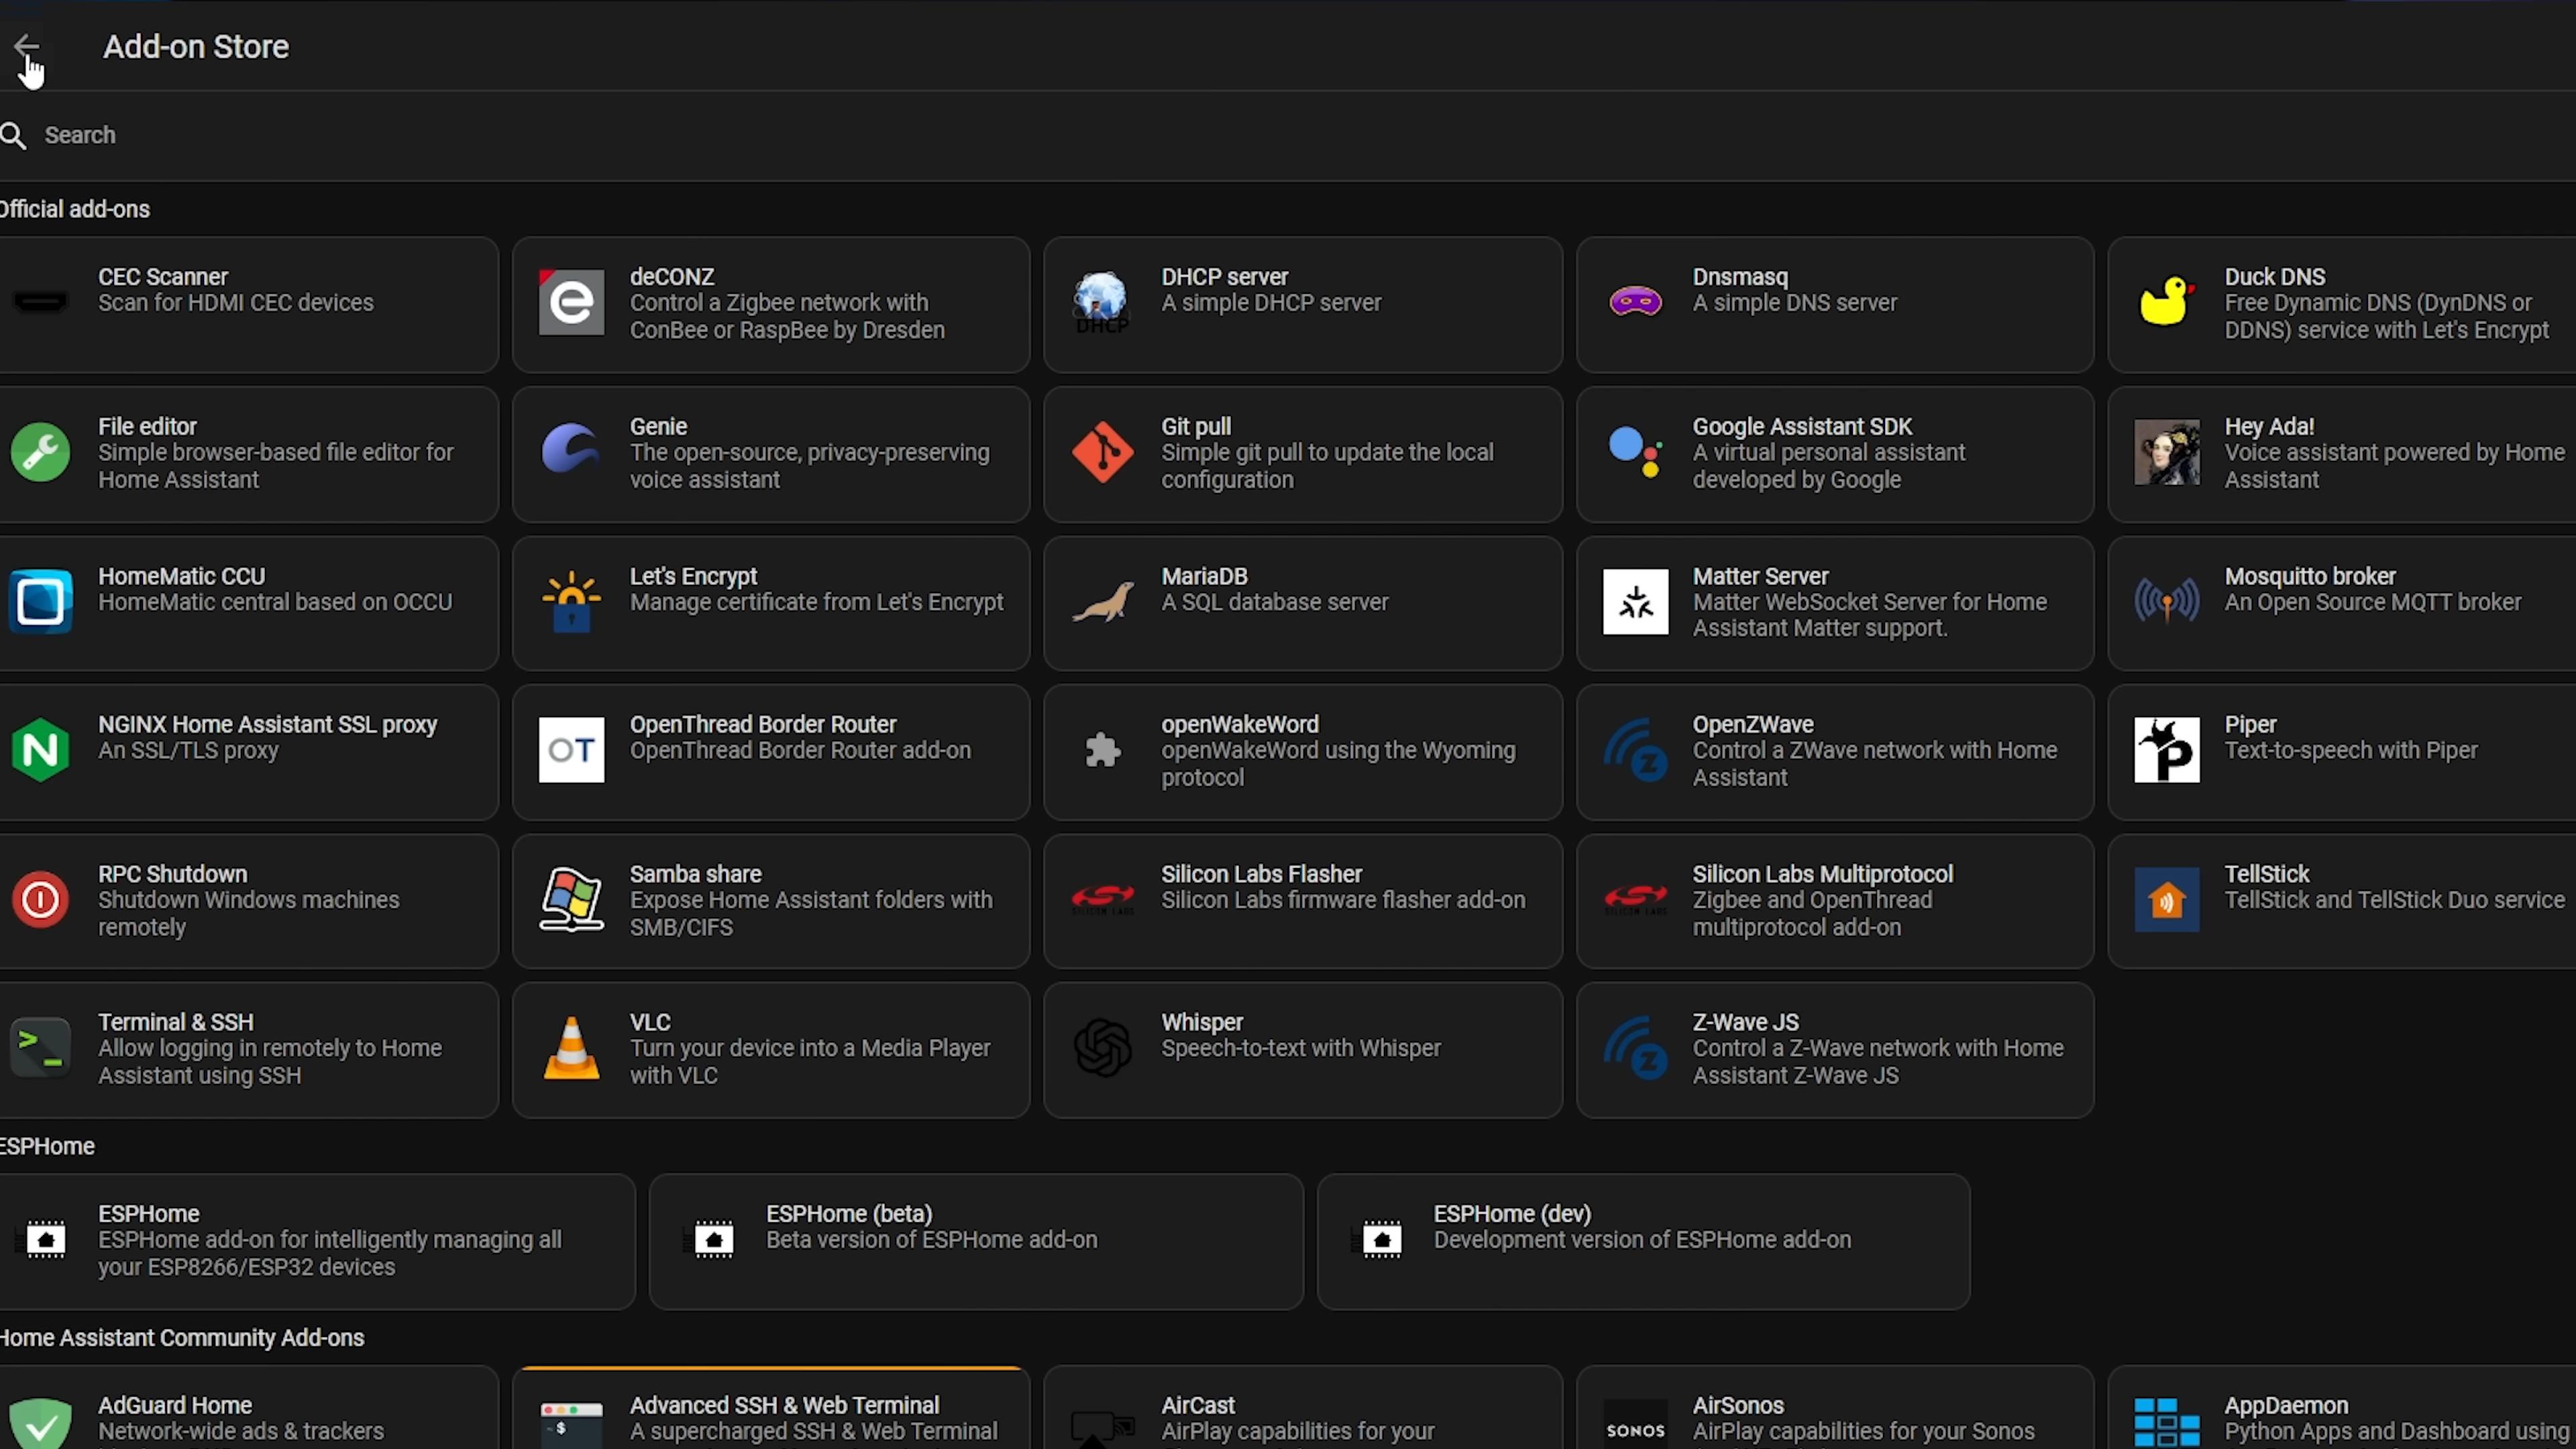 Add-on Store
Search
Official add-ons
CEC Scanner
Scan for HDMI CEC devices
deCONZ
Control a Zigbee network with
ConBee or RaspBee by Dresden
DHCP
DHCP server
A simple DHCP server
Dnsmasq
A simple DNS server
Duck DNS
Free Dynamic DNS (DynDNS or
DDNS) service with Let's Encrypt
File editor
Simple browser-based file editor for
Home Assistant
Genie
The open-source, privacy-preserving
voice assistant
Git pull
Simple git pull to update the local
configuration
Google Assistant SDK
A virtual personal assistant
developed by Google
Hey Ada!
Voice assistant powered by Home
Assistant
HomeMatic CCU
HomeMatic central based on OCCU
Let's Encrypt
Manage certificate from Let's Encrypt
MariaDB
A SQL database server
Matter Server
Matter WebSocket Server for Home
Assistant Matter support.
Mosquitto broker
An Open Source MQTT broker
N
NGINX Home Assistant SSL proxy
An SSL/TLS proxy
OT
OpenThread Border Router
OpenThread Border Router add-on
openWakeWord
openWakeWord using the Wyoming
protocol
Z
OpenZWave
Control a ZWave network with Home
Assistant
P
Piper
Text-to-speech with Piper
RPC Shutdown
Shutdown Windows machines
remotely
Samba share
Expose Home Assistant folders with
SMB/CIFS
SILICON LABS
Silicon Labs Flasher
Silicon Labs firmware flasher add-on
SILICON LABS
Silicon Labs Multiprotocol
Zigbee and OpenThread
multiprotocol add-on
TellStick
TellStick and TellStick Duo service
>_
Terminal & SSH
Allow logging in remotely to Home
Assistant using SSH
VLC
Turn your device into a Media Player
with VLC
Whisper
Speech-to-text with Whisper
Z
Z-Wave JS
Control a Z-Wave network with Home
Assistant Z-Wave JS
ESPHome
ESPHome
ESPHome add-on for intelligently managing all
your ESP8266/ESP32 devices
ESPHome (beta)
Beta version of ESPHome add-on
ESPHome (dev)
Development version of ESPHome add-on
Home Assistant Community Add-ons
AdGuard Home
Network-wide ads & trackers
~ $
Advanced SSH & Web Terminal
A supercharged SSH & Web Terminal
AirCast
AirPlay capabilities for your
SONOS
AirSonos
AirPlay capabilities for your Sonos
AppDaemon
Python Apps and Dashboard using